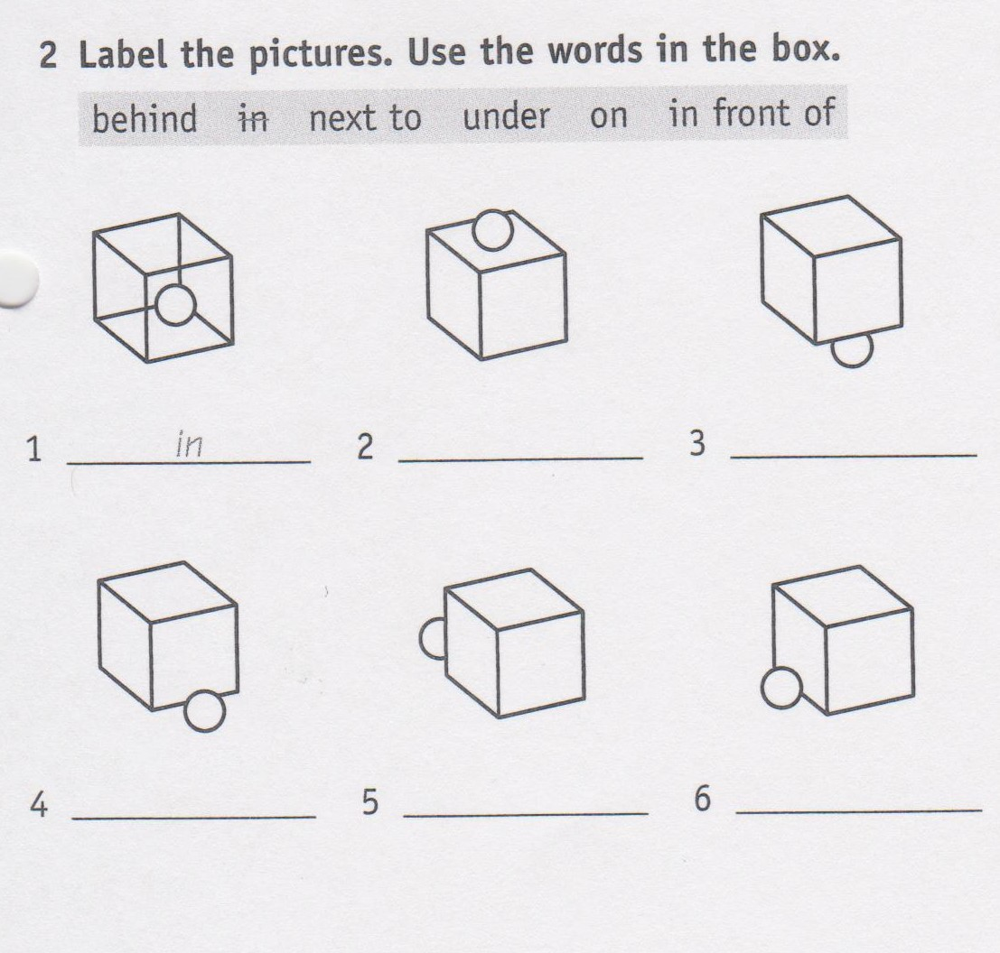 2 Label the pictures. Use the words in the box.
behind in next to under on in front of
1 in 2 3
4 5 6